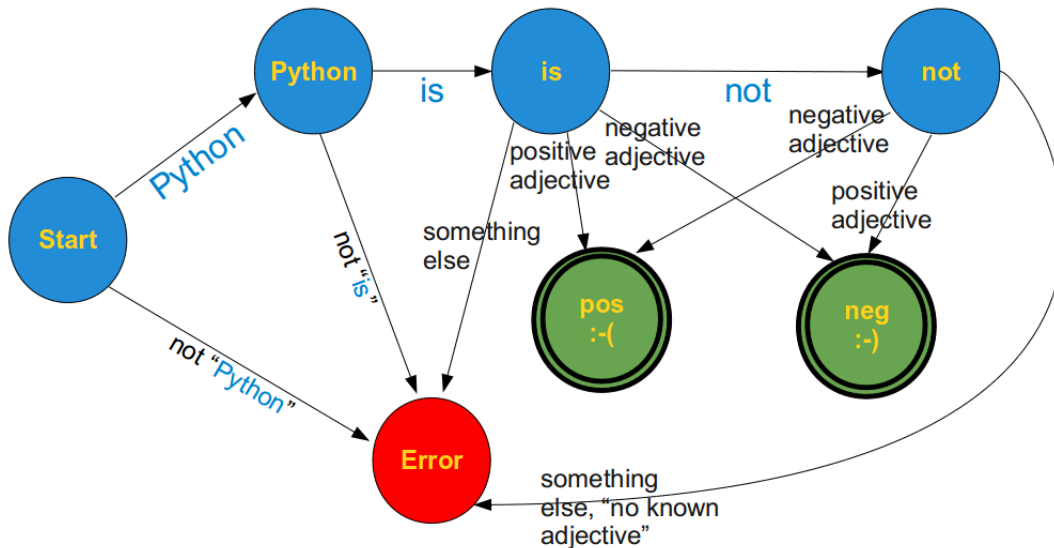 Python
is
is
not
not
Python
positive
adjective
negative
adjective
negative
adjective
positive
adjective
Start
not “is”
something
else
pos
:-(
neg
:-)
not “Python”
Error
something
else, “no known
adjective”